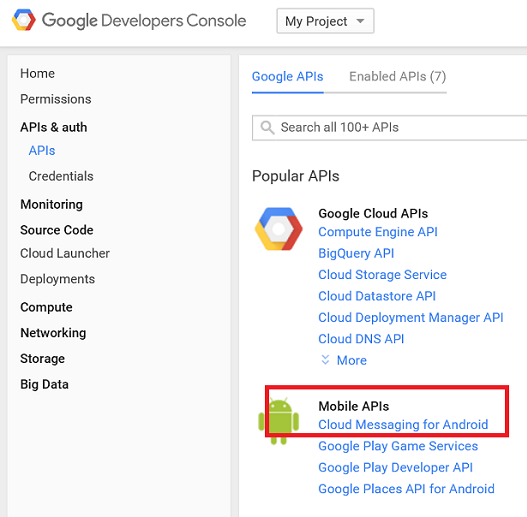 Google Developers Console
My Project
Home
Permissions
APIs & auth
APIs
Credentials
Monitoring
Source Code
Cloud Launcher
Deployments
Compute
Networking
Storage
Big Data
Google APIs
Enabled APIs (7)
Search all 100+ APIs
Popular APIs
Google Cloud APIs
Compute Engine API
BigQuery API
Cloud Storage Service
Cloud Datastore API
Cloud Deployment Manager API
Cloud DNS API
More
Mobile APIs
Cloud Messaging for Android
Google Play Game Services
Google Play Developer API
Google Places API for Android